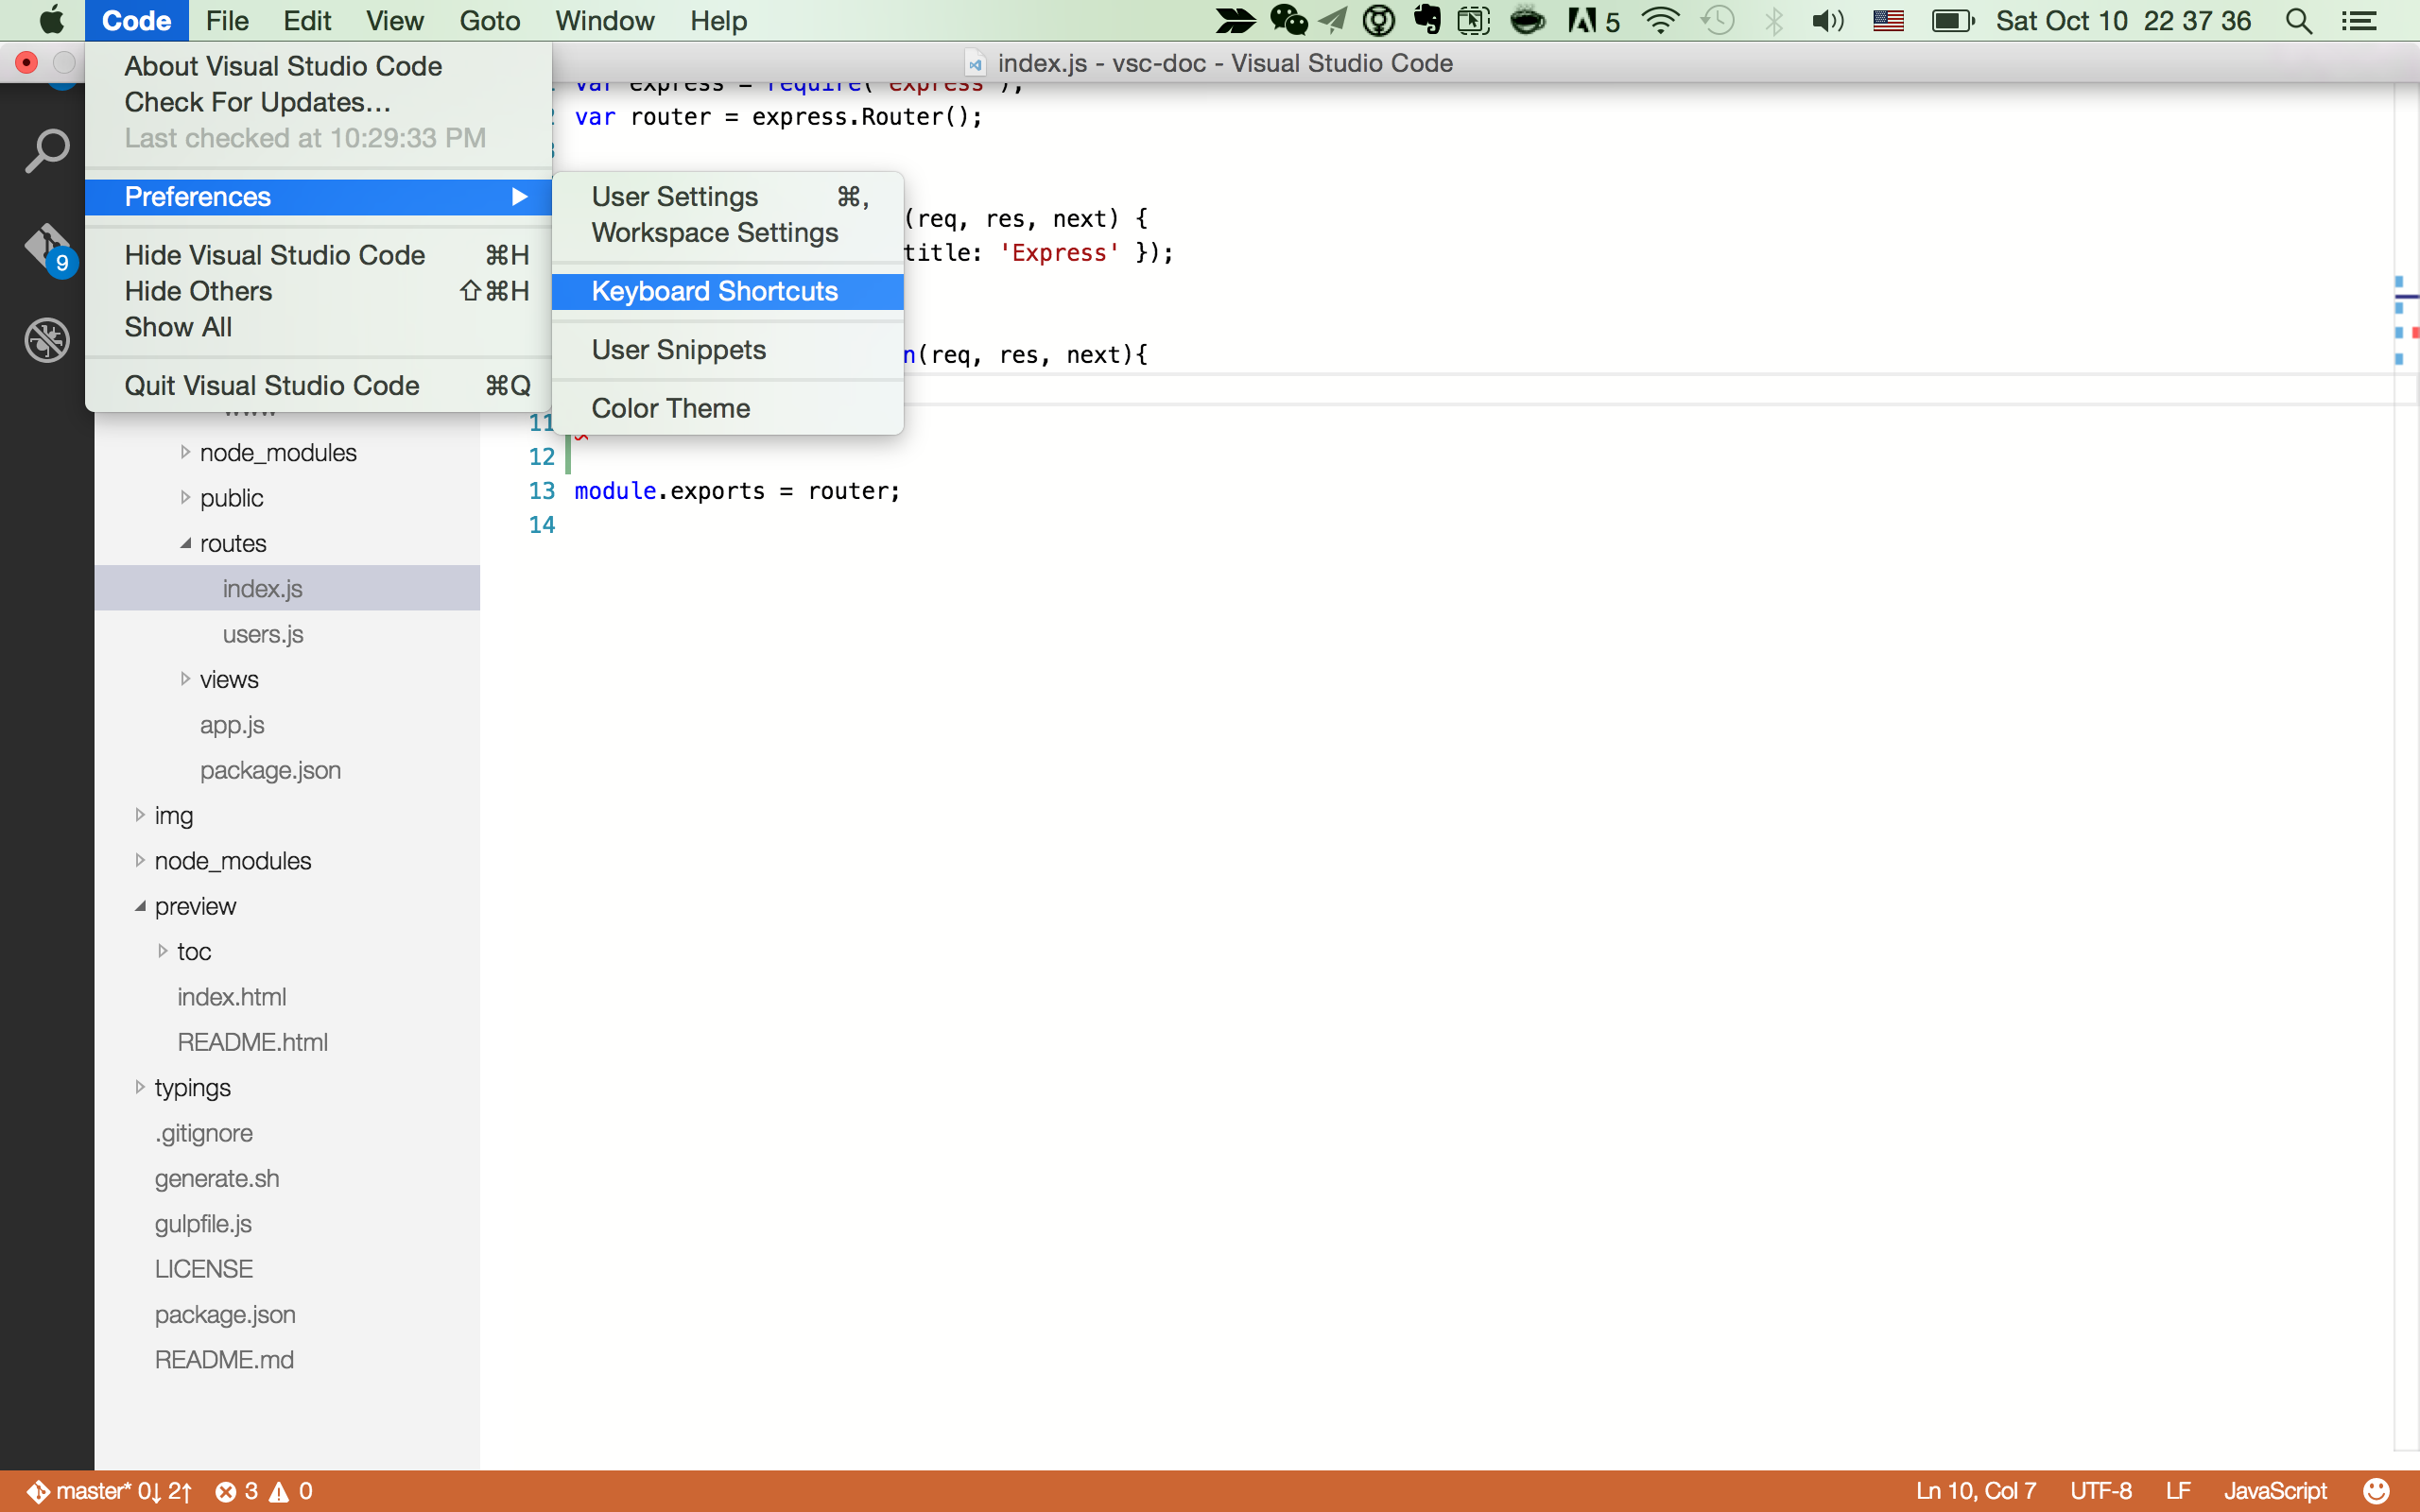 Code File Edit View Goto Window Help 5 Sat Oct 10 22 37 36
index.js - vsc-doc - Visual Studio Code
About Visual Studio Code
Check For Updates…
Last checked at 10:29:33 PM
Preferences ▶
Hide Visual Studio Code ⌘H
Hide Others ⇧⌘H
Show All
Quit Visual Studio Code ⌘Q
User Settings ⌘,
Workspace Settings
Keyboard Shortcuts
User Snippets
Color Theme
9
var express = require('express');
var router = express.Router();
(req, res, next) {
title: 'Express' });
n(req, res, next){
11
12
13 module.exports = router;
14
www
node_modules
public
routes
index.js
users.js
views
app.js
package.json
img
node_modules
preview
toc
index.html
README.html
typings
.gitignore
generate.sh
gulpfile.js
LICENSE
package.json
README.md
master* 0↓ 2↑ 3 0 Ln 10, Col 7 UTF-8 LF JavaScript